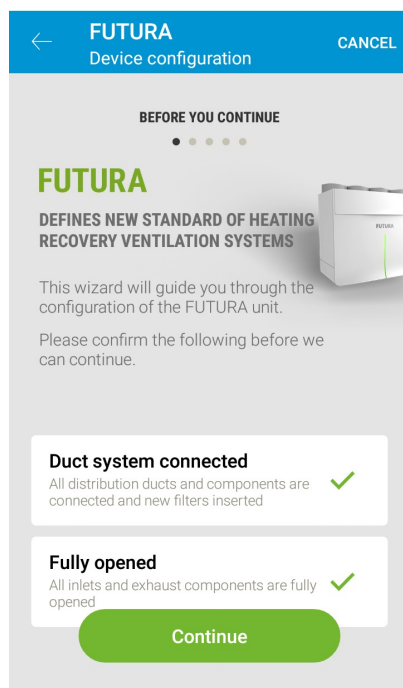 FUTURA
CANCEL
Device configuration
BEFORE YOU CONTINUE
FUTURA
DEFINES NEW STANDARD OF HEATING
RECOVERY VENTILATION SYSTEMS
FUTURA
This wizard will guide you through the
configuration of the FUTURA unit.
Please confirm the following before we
can continue.
Duct system connected
All distribution ducts and components are
connected and new filters inserted
Fully opened
All inlets and exhaust components are fully
opened
Continue